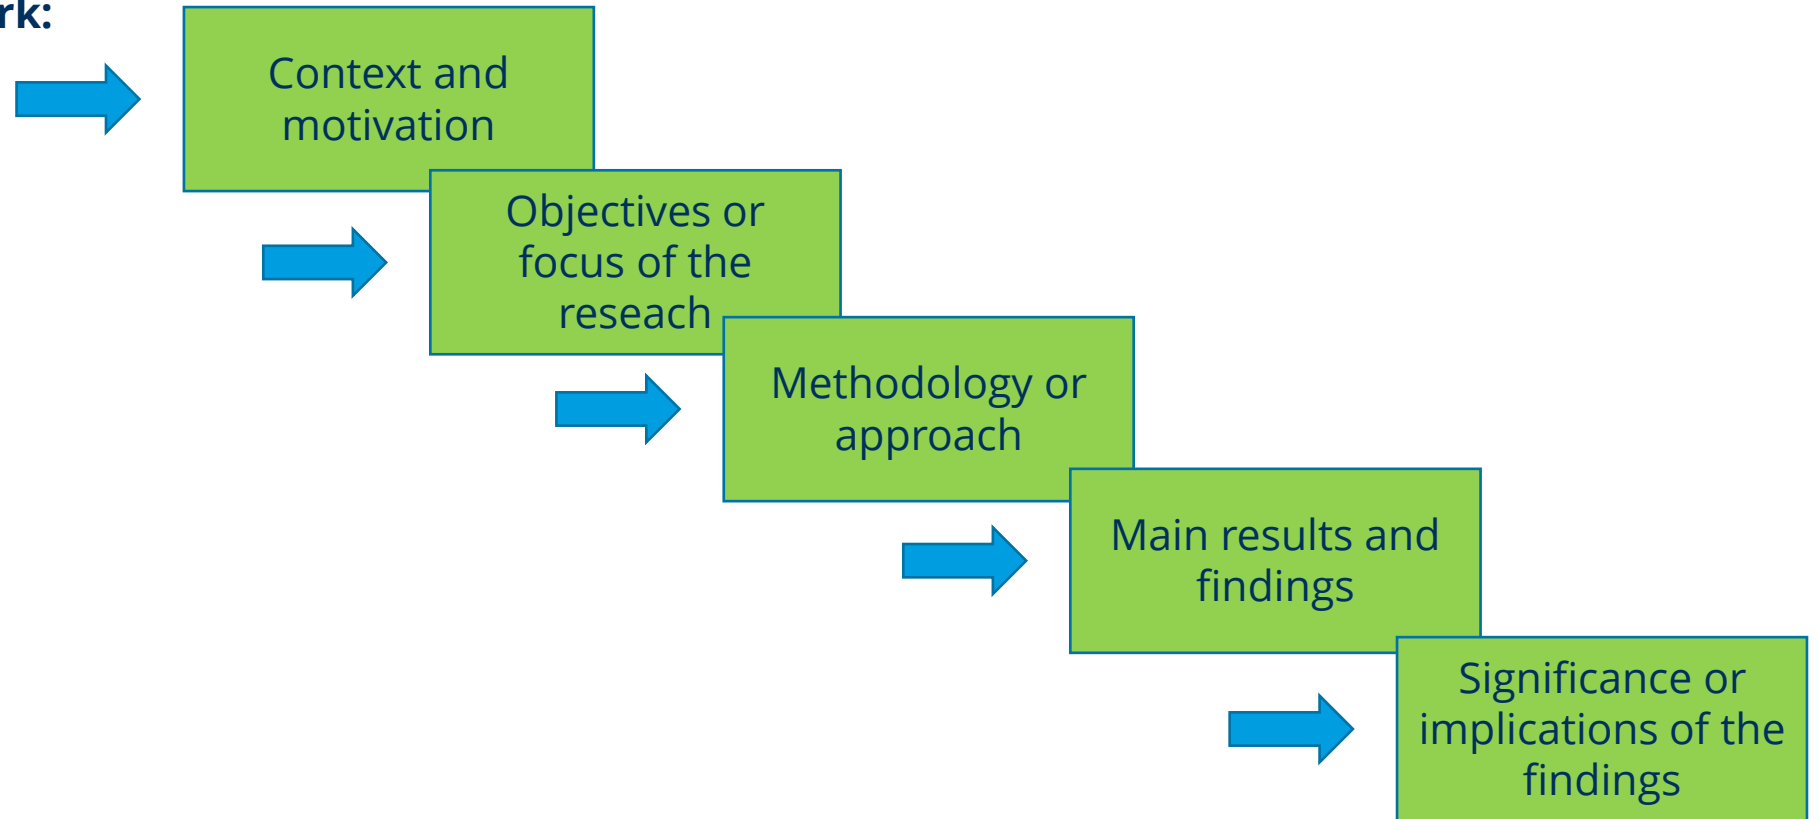 rk:
Context and
motivation
Objectives or
focus of the
reseach
Methodology or
approach
Main results and
findings
Significance or
implications of the
findings